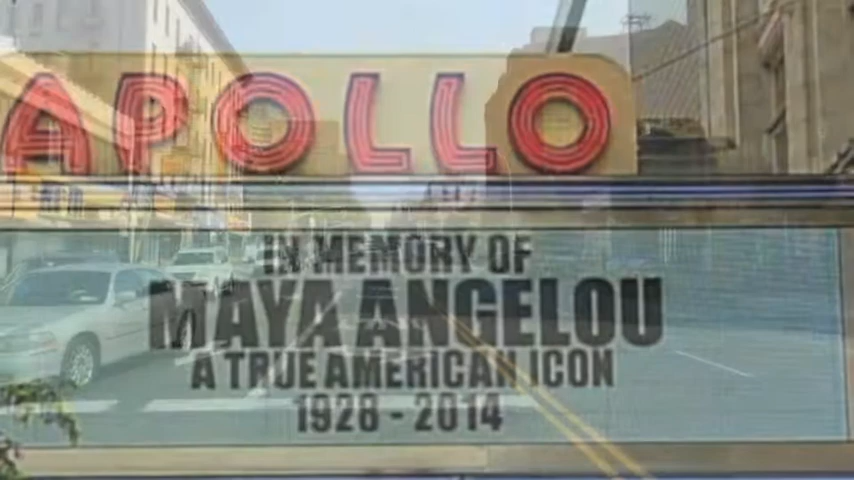 APOLLO
IN MEMORY OF
MAYA ANGELOU
A TRUE AMERICAN ICON
1928 - 2014